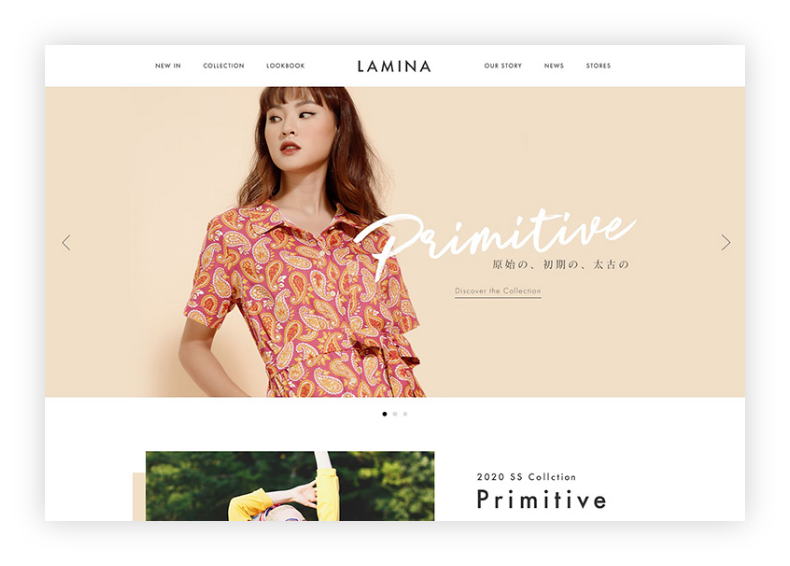 NEW IN COLLECTION LOOKBOOK LAMINA OUR STORY NEWS STORES
Primitive
原始の、初期の、太古の
Discover the Collection
2020 SS Collction
Primitive